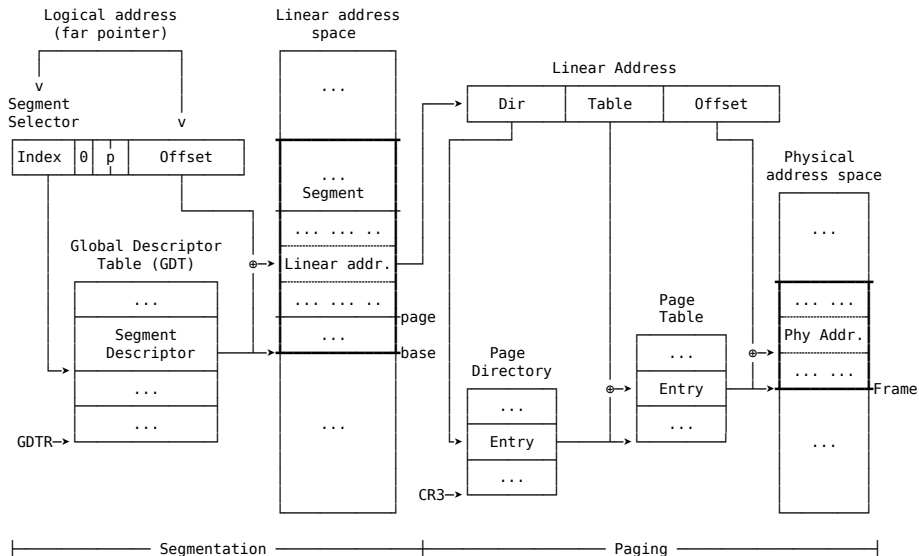 Logical address
(far pointer)
v
Segment
Selector
v
Index 0 p Offset
Global Descriptor
Table (GDT)
...
Segment
Descriptor
...
...
GDTR
Linear address
space
...
...
Segment
... ... ..
Linear addr.
... ... ..
page
...
base
...
Linear Address
Dir Table Offset
Page
Directory
...
Entry
...
CR3
Page
Table
...
Entry
...
Physical
address space
...
... ...
Phy Addr.
... ...
Frame
...
Segmentation
Paging